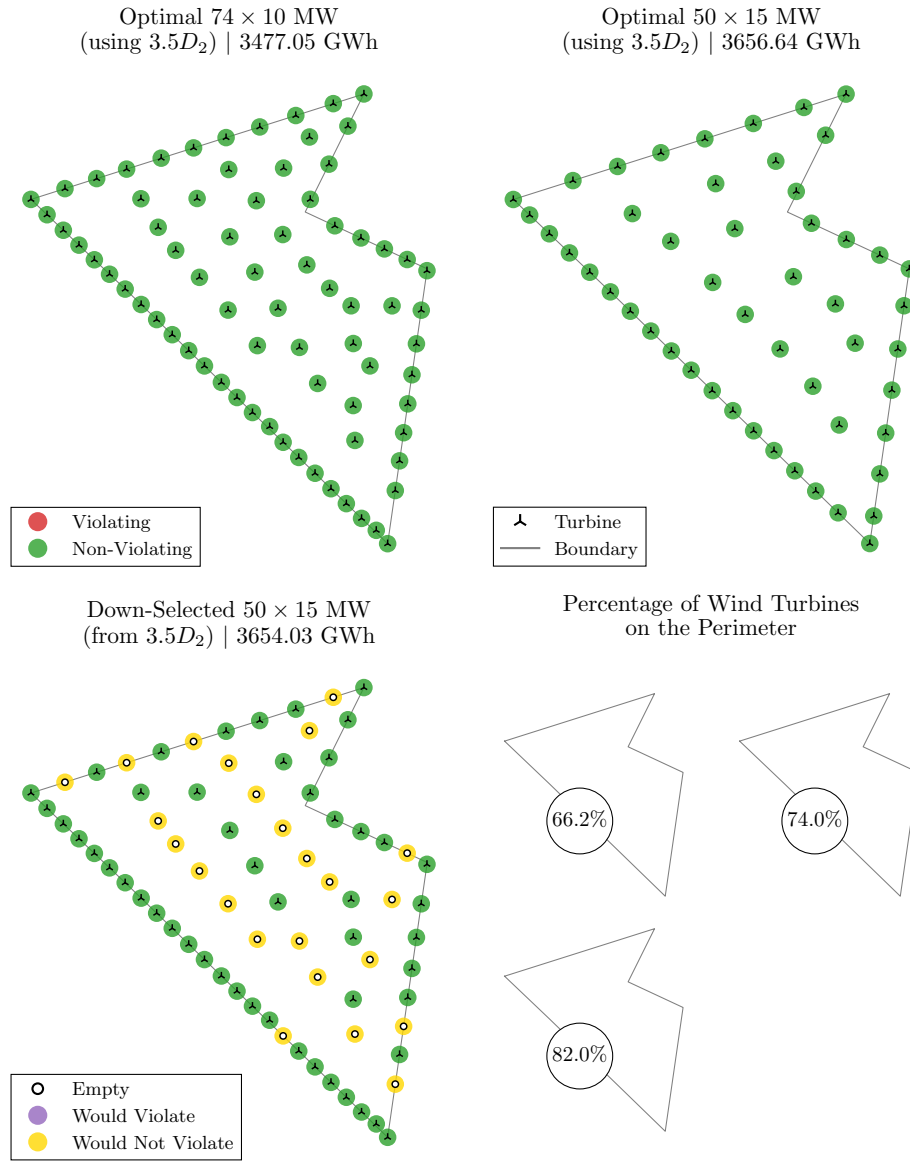 Optimal 74 × 10 MW
(using 3.5D₂) | 3477.05 GWh
Optimal 50 × 15 MW
(using 3.5D₂) | 3656.64 GWh
Violating
Non-Violating
Turbine
Boundary
Down-Selected 50 × 15 MW
(from 3.5D₂) | 3654.03 GWh
Percentage of Wind Turbines
on the Perimeter
66.2%
74.0%
82.0%
Empty
Would Violate
Would Not Violate